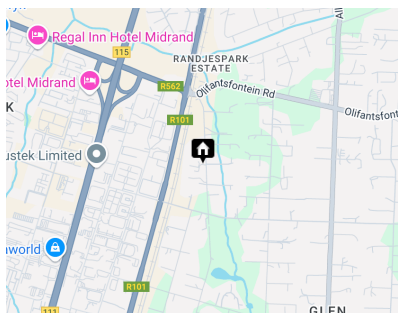 Regal Inn Hotel Midrand
115
RANDJESPARK
ESTATE
otel Midrand
R562
Olifantsfontein Rd
Olifantsfont
K
R101
ustek Limited
aworld
R101
111
GLEN